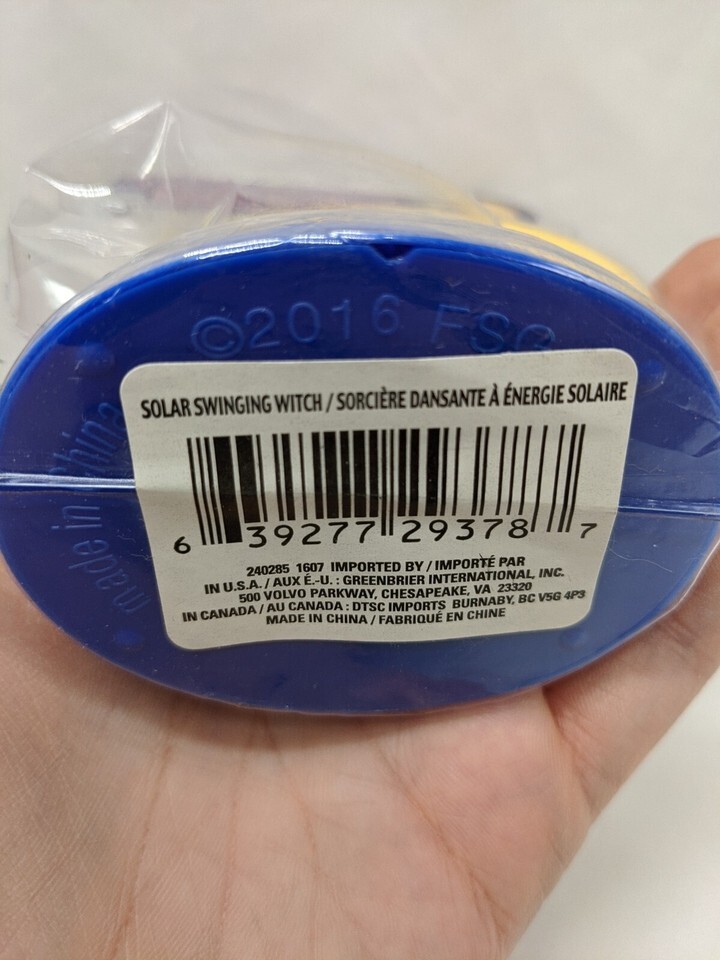 ©2016 FSG
made in China
SOLAR SWINGING WITCH / SORCIÈRE DANSANTE À ÉNERGIE SOLAIRE
6 39277 29378 7
240285 1607 IMPORTED BY / IMPORTÉ PAR
IN U.S.A. / AUX É.-U. : GREENBRIER INTERNATIONAL, INC.
500 VOLVO PARKWAY, CHESAPEAKE, VA 23320
IN CANADA / AU CANADA : DTSC IMPORTS BURNABY, BC V5G 4P3
MADE IN CHINA / FABRIQUÉ EN CHINE